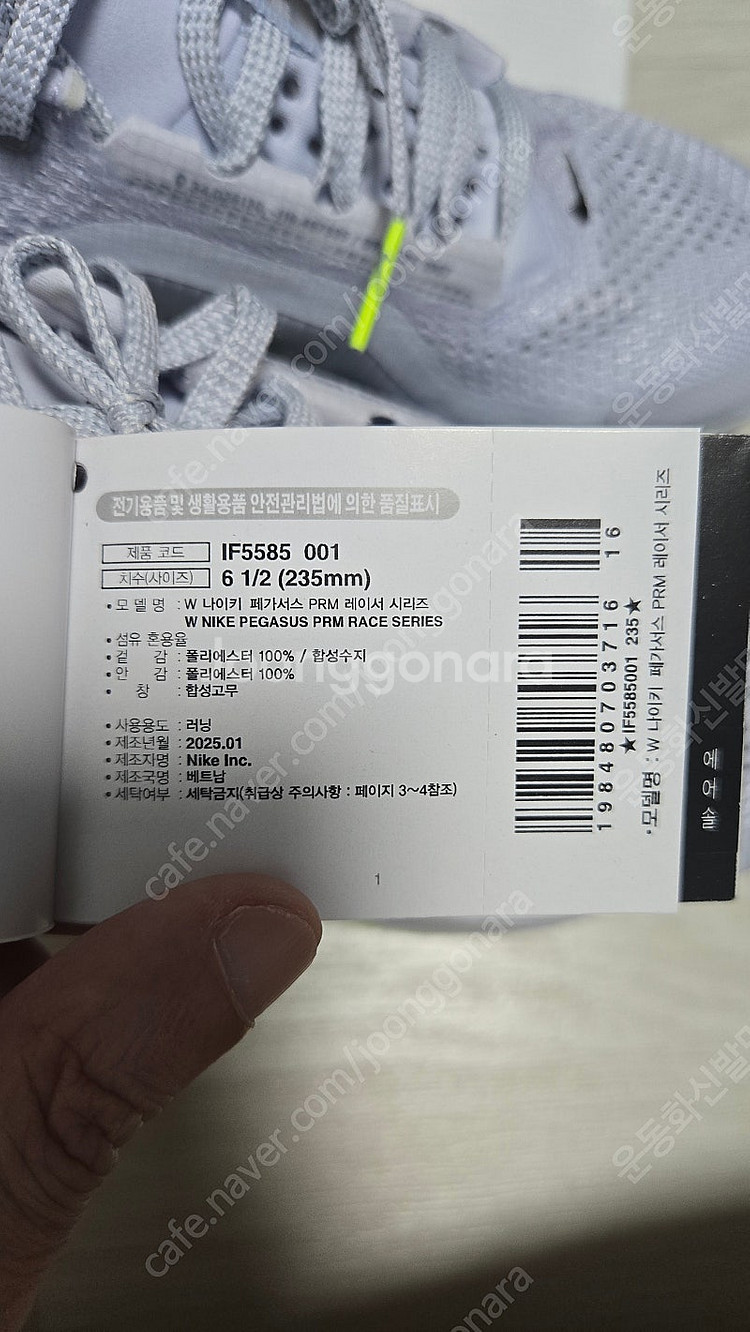 전기용품 및 생활용품 안전관리법에 의한 품질표시
제품 코드 IF5585 001
치수(사이즈) 6 1/2 (235mm)
• 모 델 명 : W 나이키 페가서스 PRM 레이서 시리즈
W NIKE PEGASUS PRM RACE SERIES
• 섬유 혼용율
• 겉 감 : 폴리에스터 100% / 합성수지
• 안 감 : 폴리에스터 100%
• 창 : 합성고무
• 사용용도 : 러닝
• 제조년월 : 2025.01
• 제조자명 : Nike Inc.
• 제조국명 : 베트남
• 세탁여부 : 세탁금지(취급상 주의사항 : 페이지 3~4참조)
1
16
198480703716
★IF5585001 235★
•모델명 : W 나이키 페가서스 PRM 레이서 시리즈
에어솔
joonggonara
cafe.naver.com/joonggonara
cafe.naver.com/joonggonara
cafe.naver.com/joonggonara
운동화신발